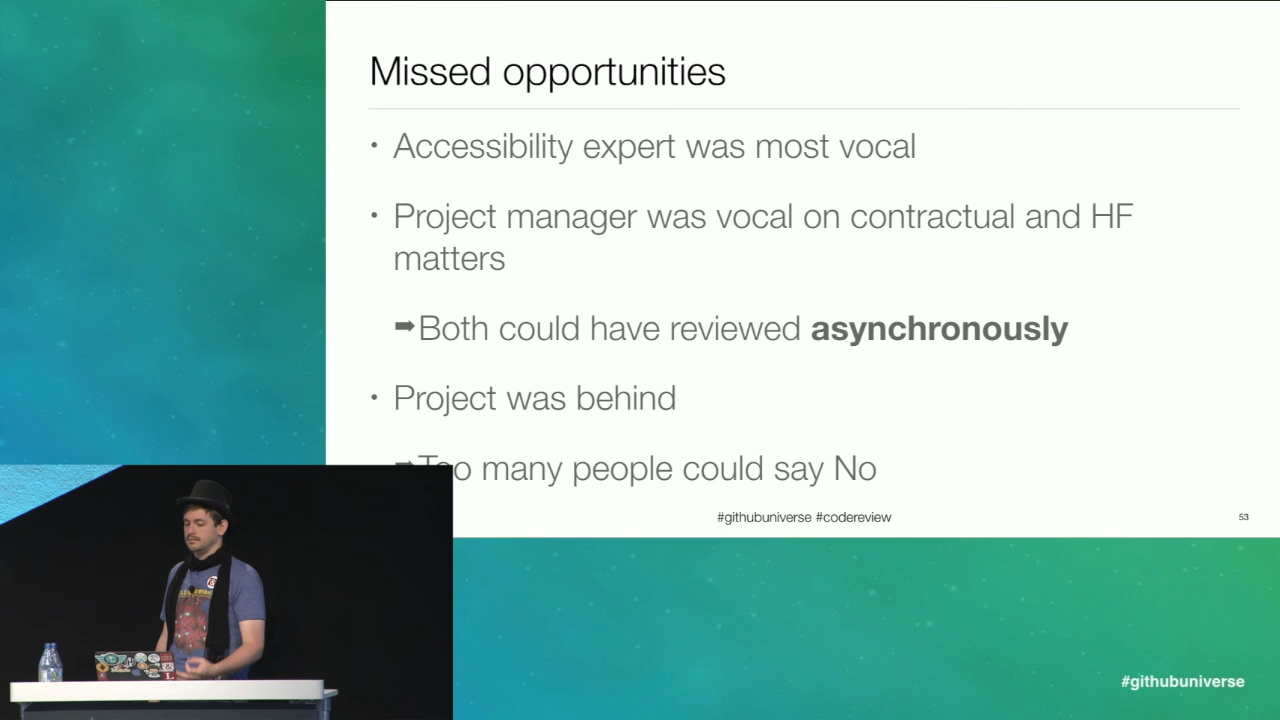 Missed opportunities
• Accessibility expert was most vocal
• Project manager was vocal on contractual and HF
matters
➡Both could have reviewed asynchronously
• Project was behind
➡Too many people could say No
#githubuniverse #codereview
53
#githubuniverse